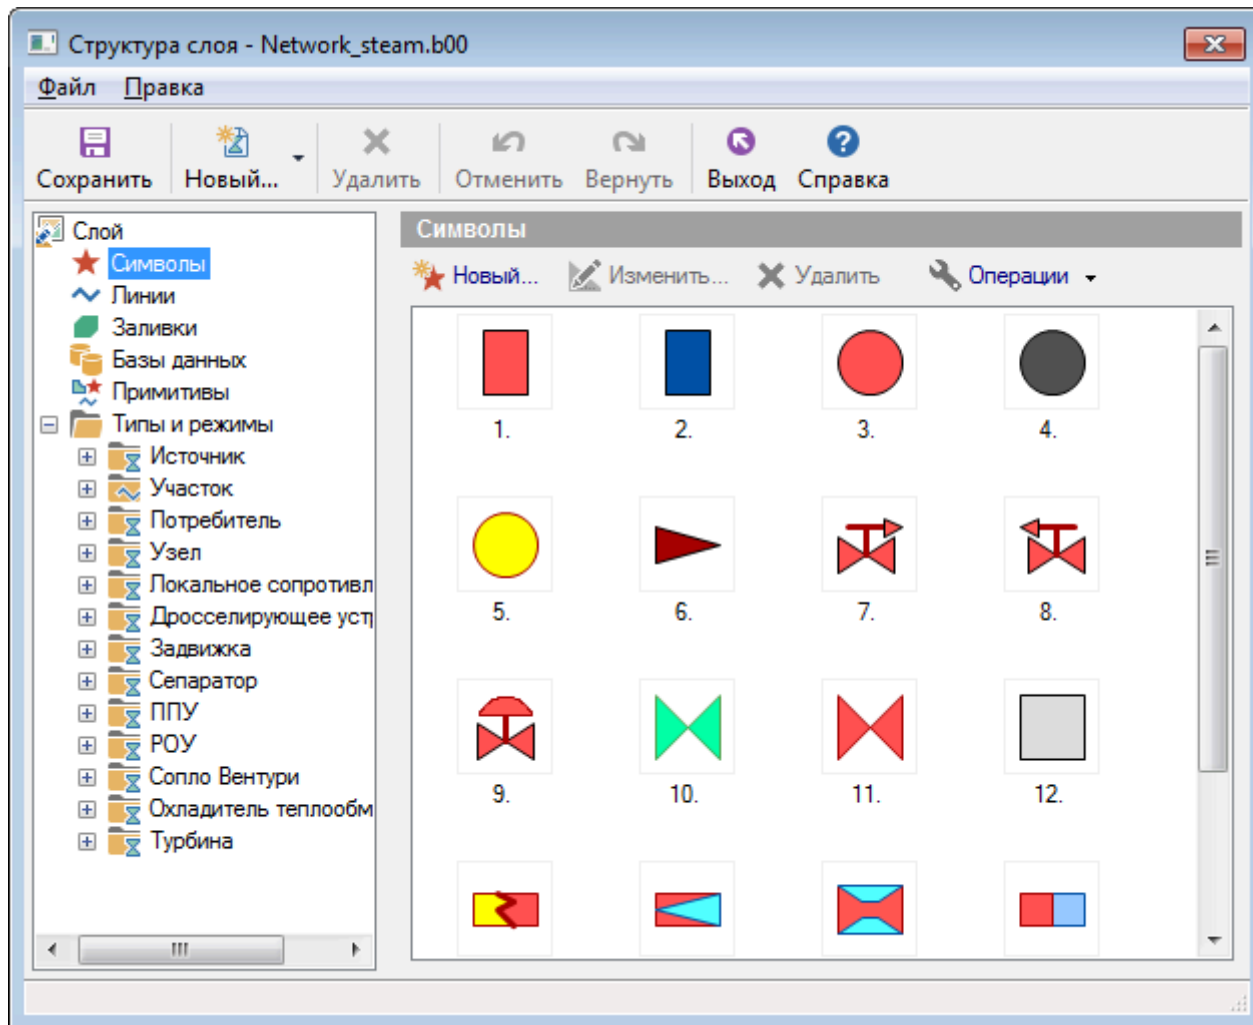 Структура слоя - Network_steam.b00
Файл Правка
Сохранить Новый... Удалить Отменить Вернуть Выход Справка
Слой
Символы
Линии
Заливки
Базы данных
Примитивы
Типы и режимы
Источник
Участок
Потребитель
Узел
Локальное сопротивл
Дросселирующее уст
Задвижка
Сепаратор
ППУ
РОУ
Сопло Вентури
Охладитель теплообм
Турбина
Символы
Новый... Изменить... Удалить Операции
1. 2. 3. 4.
5. 6. 7. 8.
9. 10. 11. 12.